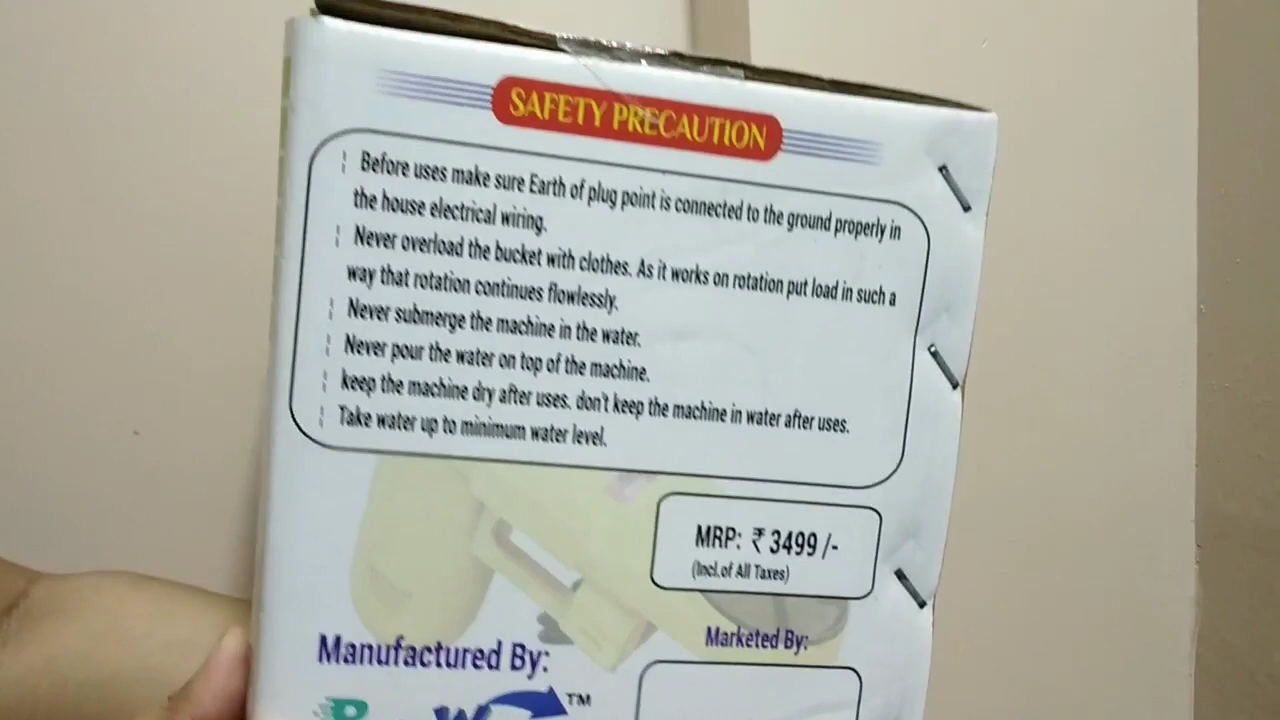 SAFETY PRECAUTION
Before uses make sure Earth of plug point is connected to the ground properly in
the house electrical wiring.
Never overload the bucket with clothes. As it works on rotation put load in such a
way that rotation continues flowlessly.
Never submerge the machine in the water.
Never pour the water on top of the machine.
keep the machine dry after uses. don't keep the machine in water after uses.
Take water up to minimum water level.
MRP: ₹ 3499 /-
(Incl.of All Taxes)
Marketed By:
Manufactured By:
TM